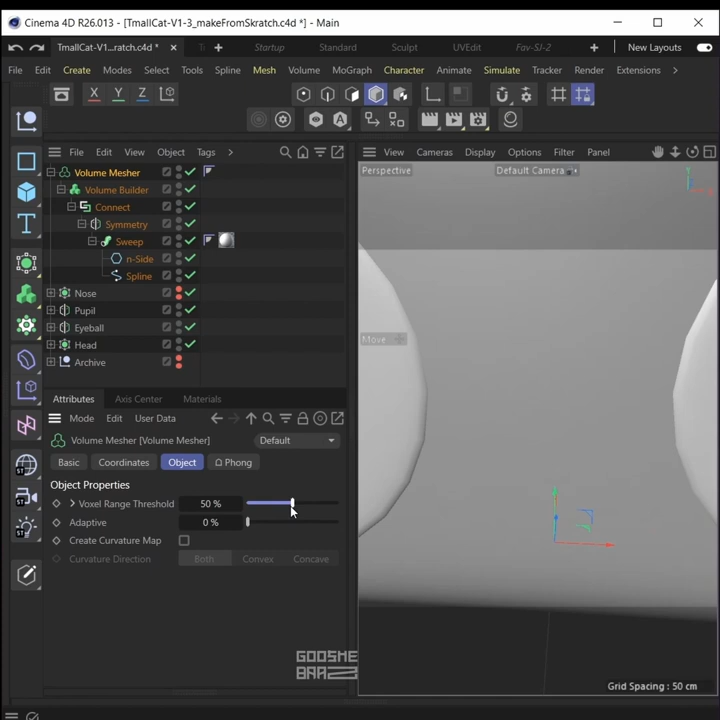 Cinema 4D R26.013 - [TmallCat-V1-3_makeFromSkratch.c4d *] - Main
TmallCat-V1...ratch.c4d * × Startup Standard Sculpt UVEdit Fav-SJ-2 New Layouts
File Edit Create Modes Select Tools Spline Mesh Volume MoGraph Character Animate Simulate Tracker Render Extensions
X Y Z
File Edit View Object Tags
Volume Mesher
Volume Builder
Connect
Symmetry
Sweep
n-Side
Spline
Nose
Pupil
Eyeball
Head
Archive
View Cameras Display Options Filter Panel
Perspective Default Camera
Move
Attributes Axis Center Materials
Mode Edit User Data
Volume Mesher [Volume Mesher] Default
Basic Coordinates Object Phong
Object Properties
Voxel Range Threshold 50 %
Adaptive 0 %
Create Curvature Map
Curvature Direction Both Convex Concave
ST
ST
ST
Grid Spacing : 50 cm